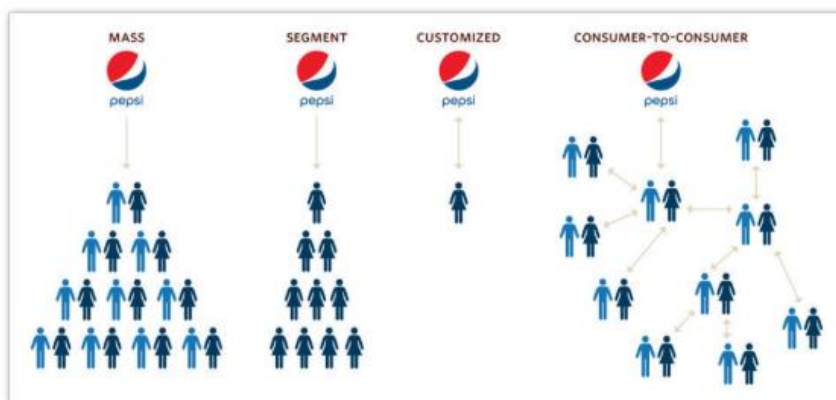 MASS
SEGMENT
CUSTOMIZED
CONSUMER-TO-CONSUMER
pepsi
pepsi
pepsi
pepsi